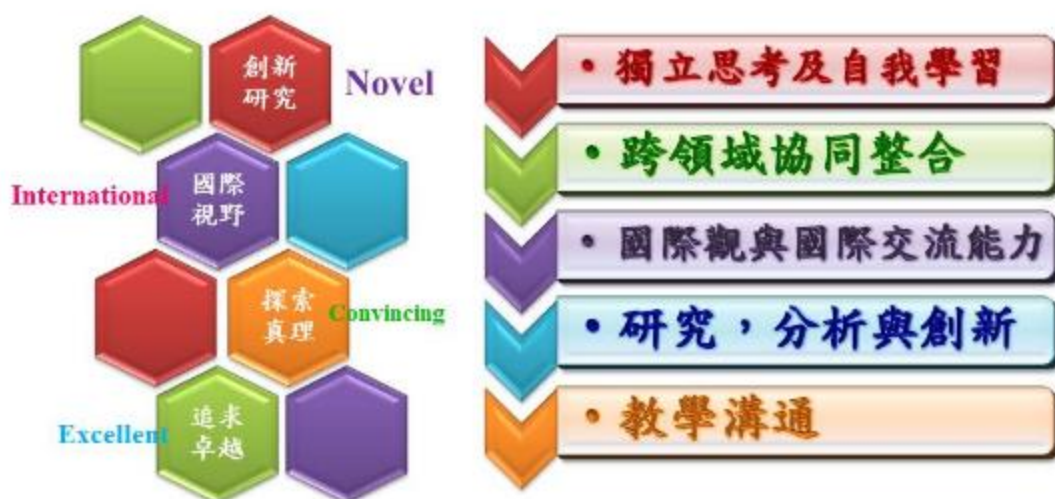 創新
研究
Novel
International
國際
視野
探索
真理
Convincing
Excellent
追求
卓越
• 獨立思考及自我學習
• 跨領域協同整合
• 國際觀與國際交流能力
• 研究，分析與創新
• 教學溝通